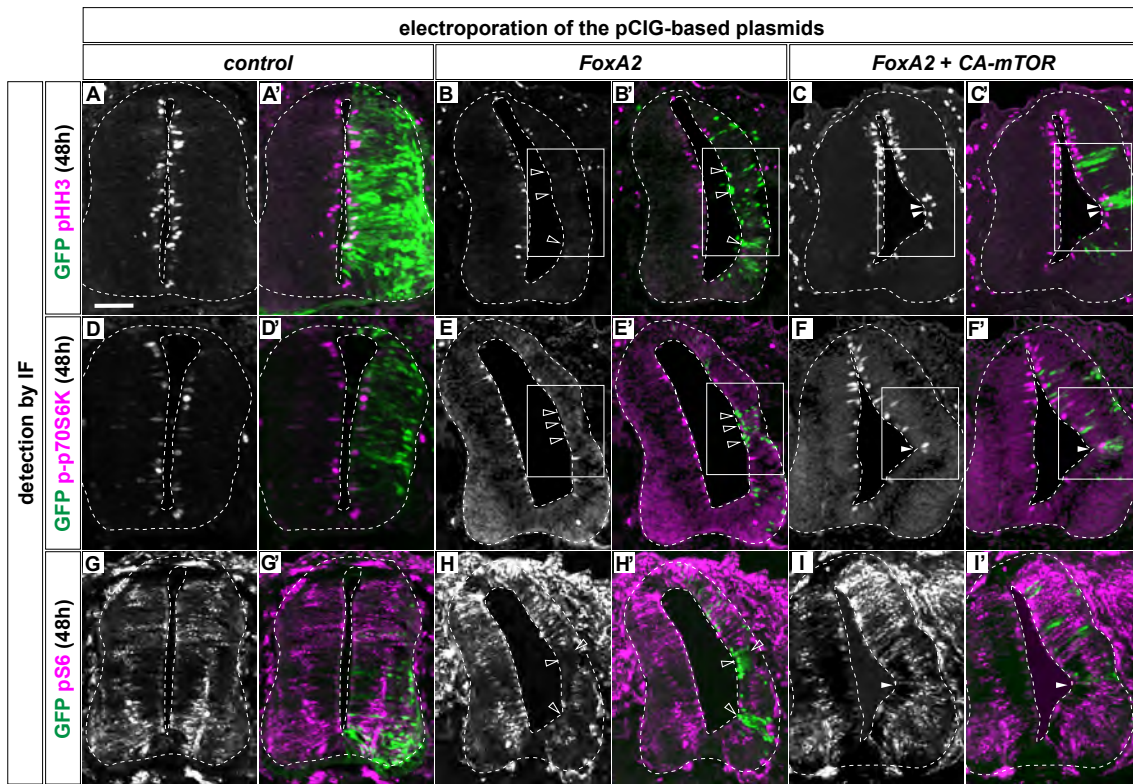 electroporation of the pCIG-based plasmids
control FoxA2 FoxA2 + CA-mTOR
detection by IF
GFP pHH3 (48h)
A A' B B' C C'
GFP p-p70S6K (48h)
D D' E E' F F'
GFP pS6 (48h)
G G' H H' I I'